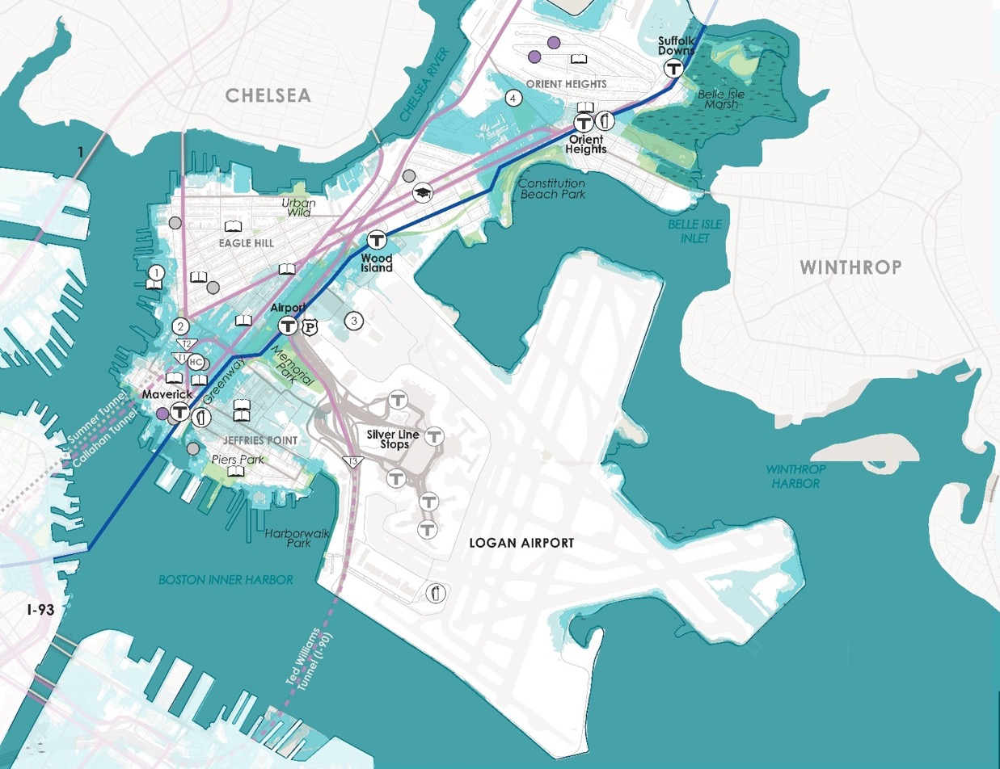 Suffolk
Downs
CHELSEA RIVER
ORIENT HEIGHTS
CHELSEA
4
Belle Isle
Marsh
T
T
Orient
Heights
1
Constitution
Beach Park
Urban
Wild
BELLE ISLE
INLET
EAGLE HILL
T
Wood
Island
WINTHROP
1
Airport
T
P
3
2
T2
T1
HC
Memorial
Park
Greenway
Maverick
T
Sumner Tunnel
Callahan Tunnel
T
Silver Line
Stops
T
JEFFRIES POINT
Piers Park
T3
T
T
T
WINTHROP
HARBOR
Harborwalk
Park
LOGAN AIRPORT
BOSTON INNER HARBOR
I-93
Ted Williams
Tunnel (I-90)